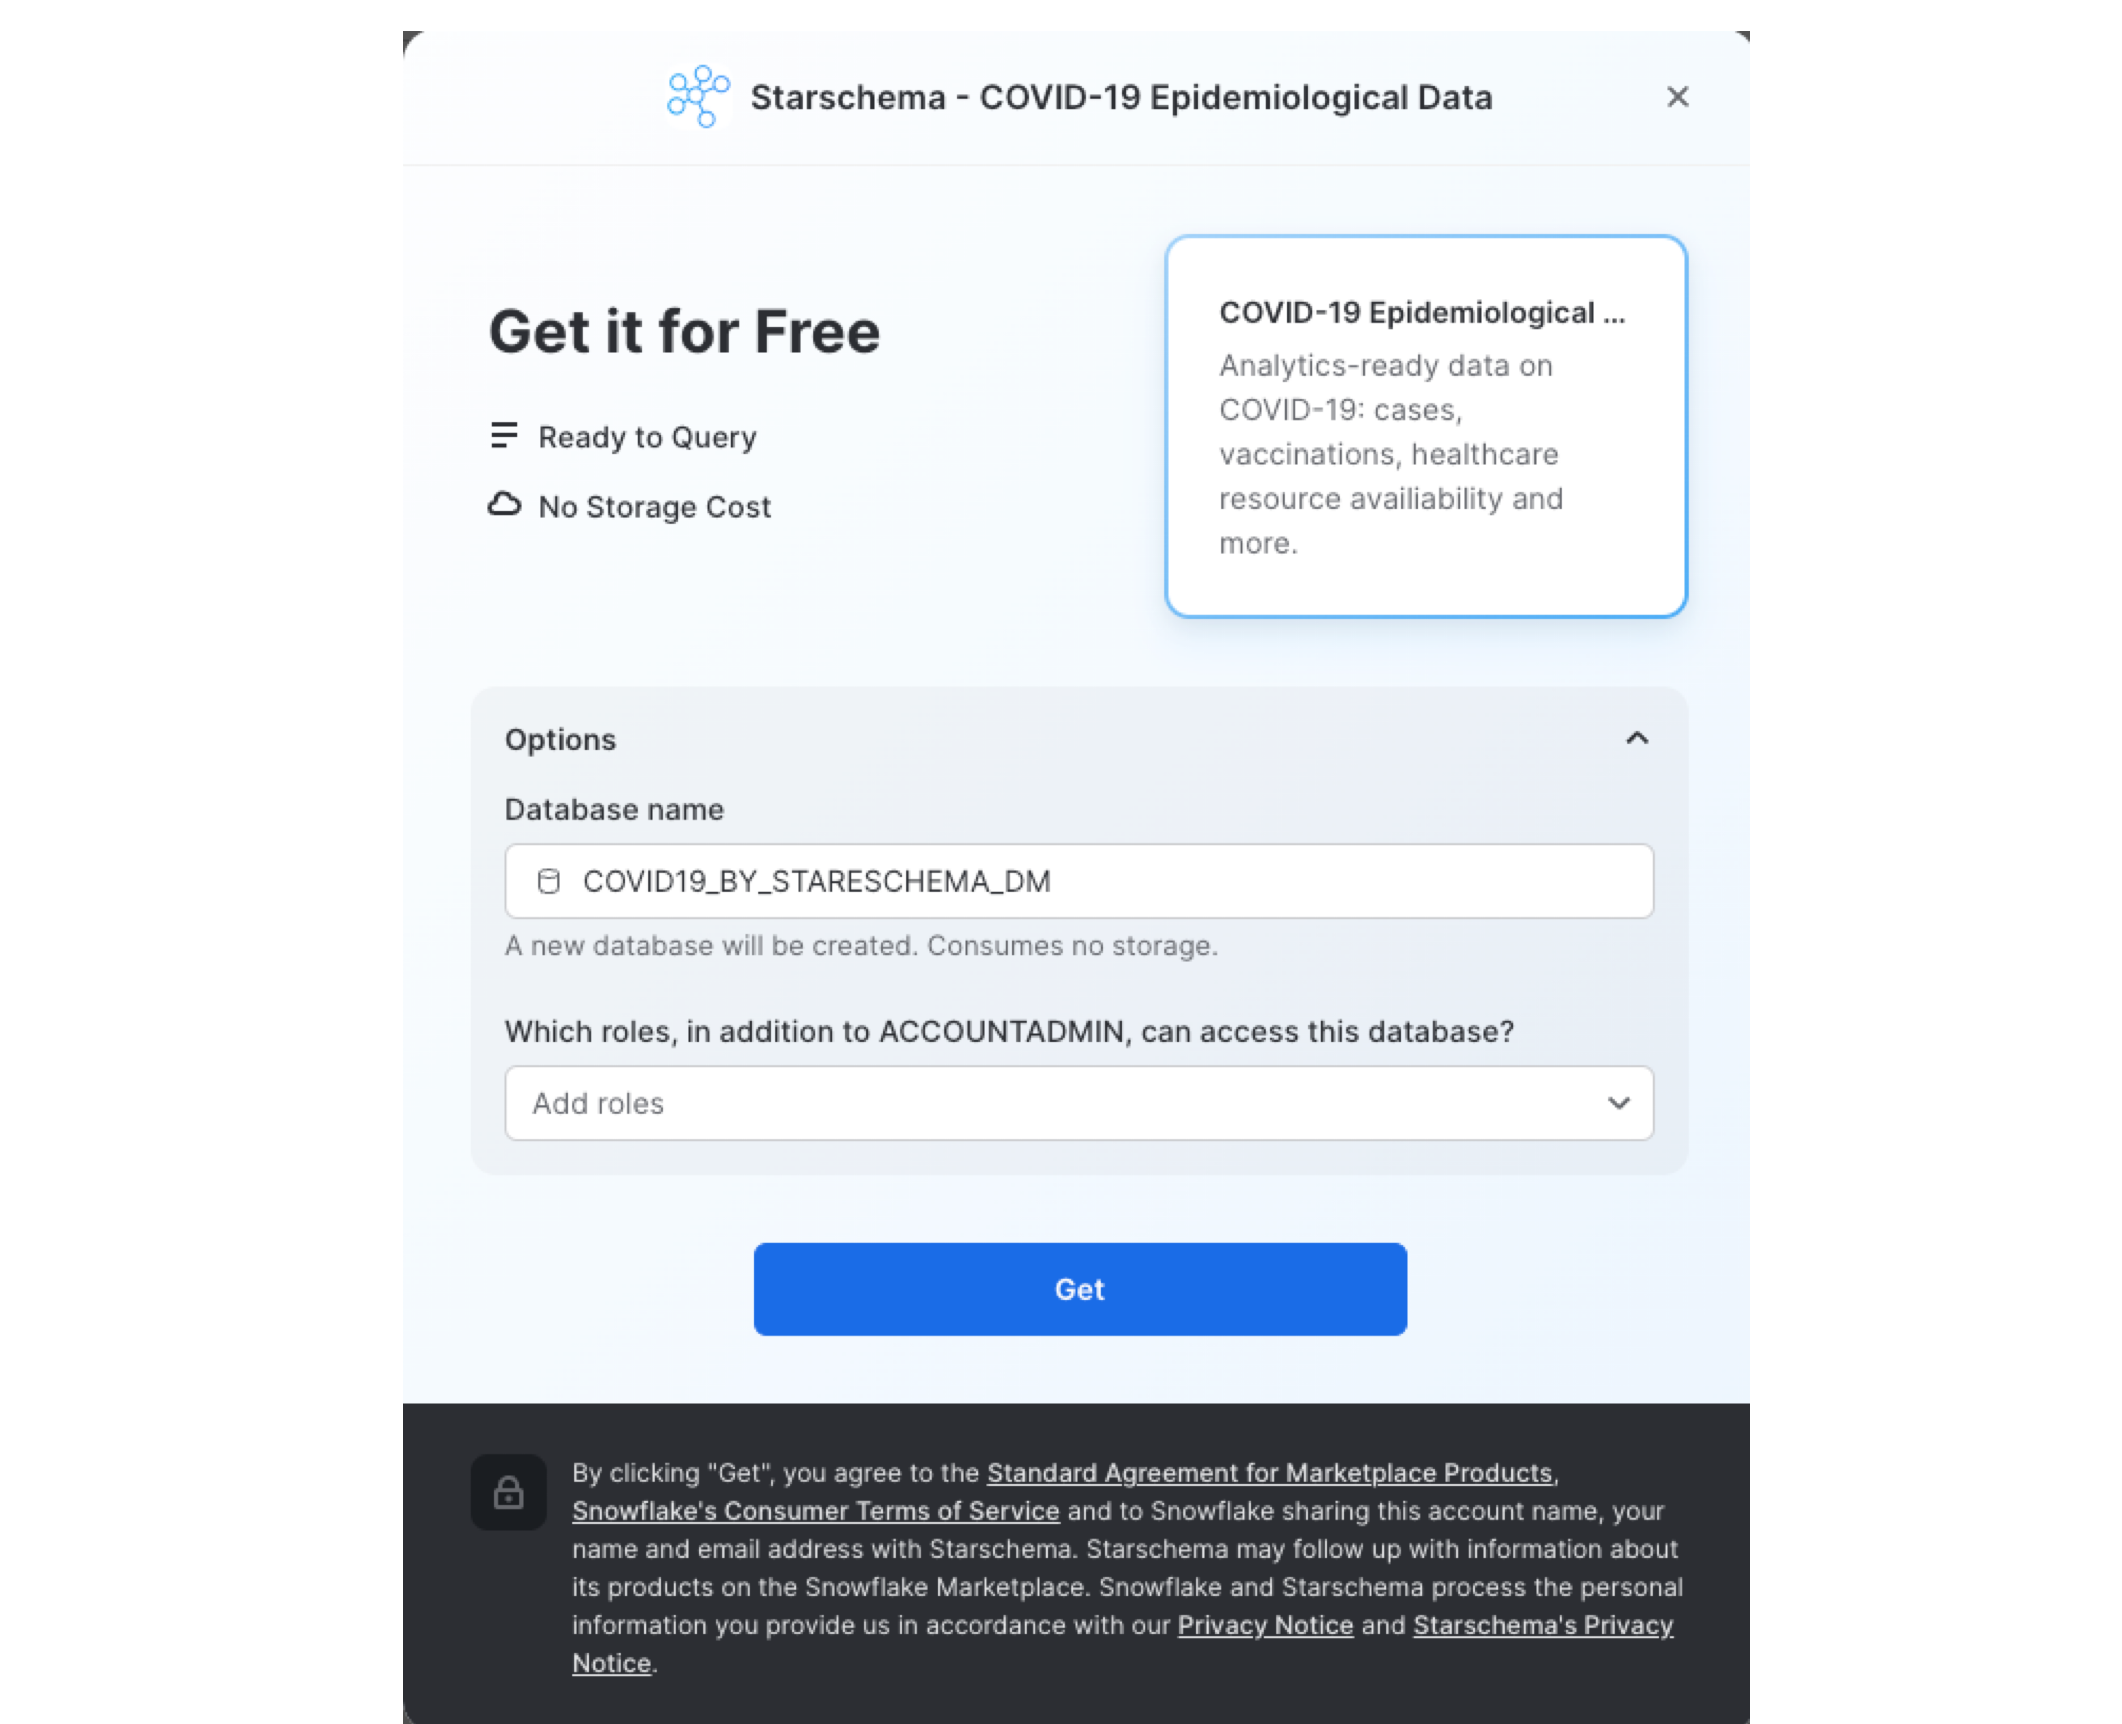 Starschema - COVID-19 Epidemiological Data
Get it for Free
Ready to Query
No Storage Cost
COVID-19 Epidemiological ...
Analytics-ready data on
COVID-19: cases,
vaccinations, healthcare
resource availiability and
more.
Options
Database name
COVID19_BY_STARESCHEMA_DM
A new database will be created. Consumes no storage.
Which roles, in addition to ACCOUNTADMIN, can access this database?
Add roles
Get
By clicking "Get", you agree to the Standard Agreement for Marketplace Products,
Snowflake's Consumer Terms of Service and to Snowflake sharing this account name, your
name and email address with Starschema. Starschema may follow up with information about
its products on the Snowflake Marketplace. Snowflake and Starschema process the personal
information you provide us in accordance with our Privacy Notice and Starschema's Privacy
Notice.